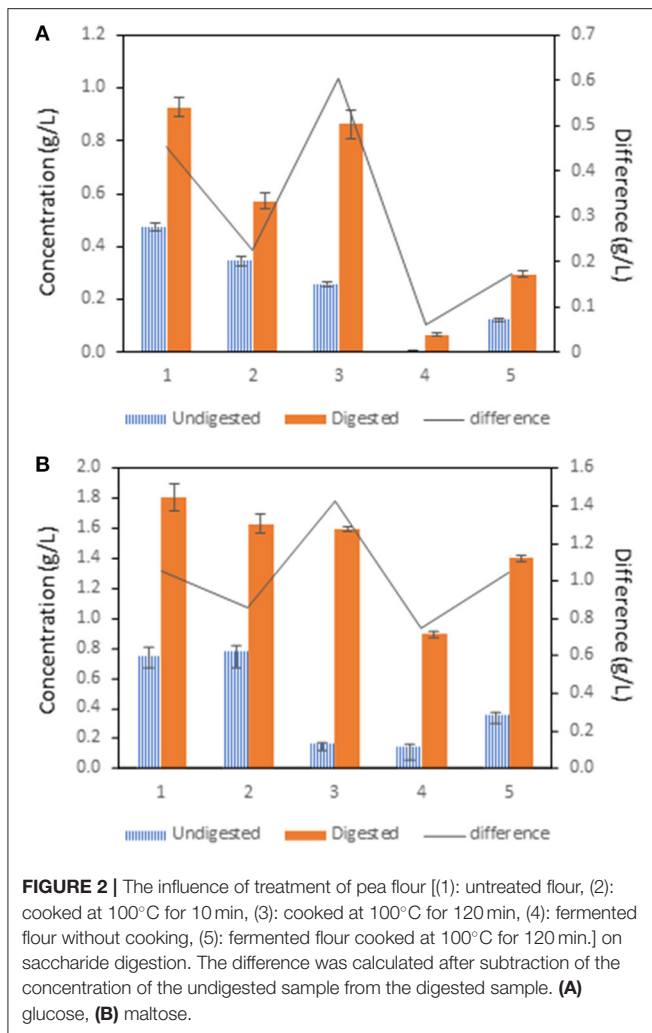 A
1.2
1.0
0.8
0.6
0.4
0.2
0.0
Concentration (g/L)
0.7
0.6
0.5
0.4
0.3
0.2
0.1
0
Difference (g/L)
1 2 3 4 5
Undigested Digested difference
B
2.0
1.8
1.6
1.4
1.2
1.0
0.8
0.6
0.4
0.2
0.0
Concentration (g/L)
1.6
1.4
1.2
1.0
0.8
0.6
0.4
0.2
0.0
Difference (g/L)
1 2 3 4 5
Undigested Digested difference
FIGURE 2 | The influence of treatment of pea flour [(1): untreated flour, (2):
cooked at 100°C for 10 min, (3): cooked at 100°C for 120 min, (4): fermented
flour without cooking, (5): fermented flour cooked at 100°C for 120 min.] on
saccharide digestion. The difference was calculated after subtraction of the
concentration of the undigested sample from the digested sample. (A)
glucose, (B) maltose.